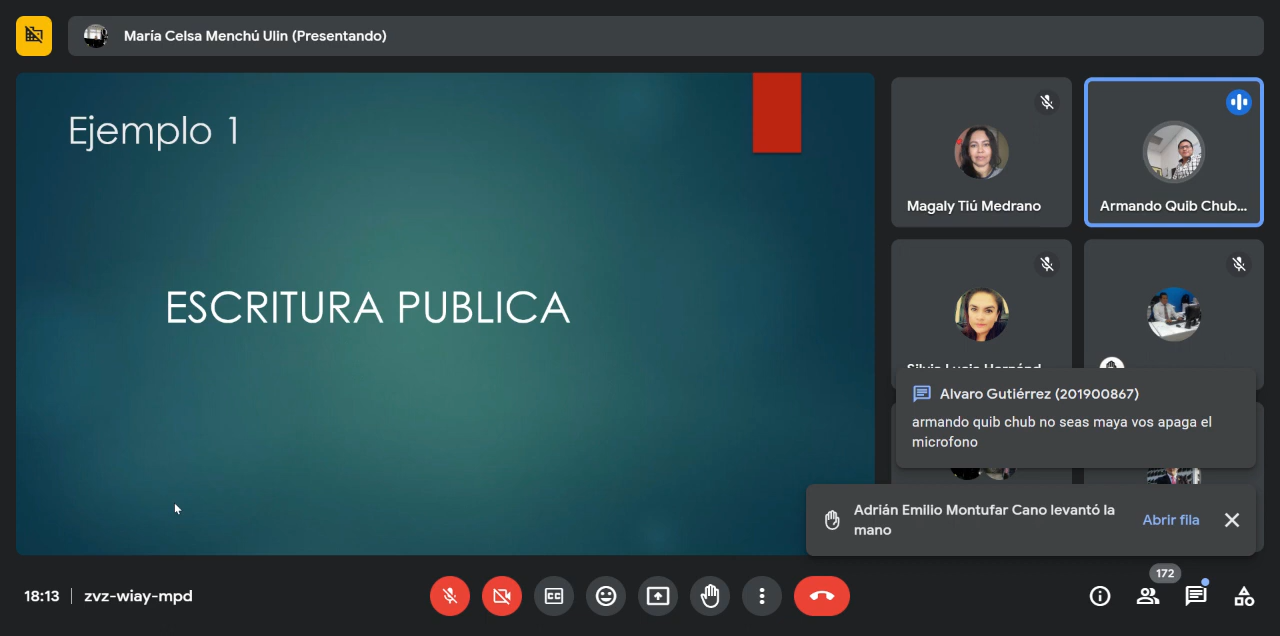 María Celsa Menchú Ulin (Presentando)
Ejemplo 1
ESCRITURA PUBLICA
Magaly Tiú Medrano
Armando Quib Chub...
Alvaro Gutiérrez (201900867)
armando quib chub no seas maya vos apaga el
microfono
Adrián Emilio Montufar Cano levantó la
mano
Abrir fila
18:13
zvz-wiay-mpd
CC
172